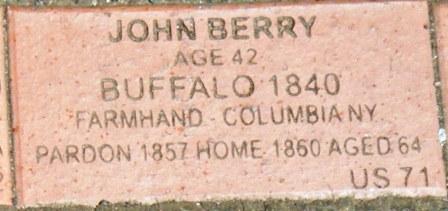 JOHN BERRY
AGE 42
BUFFALO 1840
FARMHAND - COLUMBIA NY
PARDON 1857 HOME 1860 AGED 64
US 71